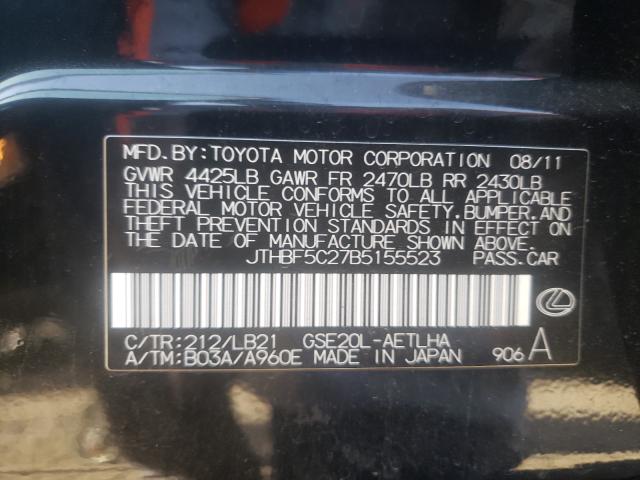 MFD.BY:TOYOTA MOTOR CORPORATION 08/11
GVWR 4425LB GAWR FR 2470LB RR 2430LB
THIS VEHICLE CONFORMS TO ALL APPLICABLE
FEDERAL MOTOR VEHICLE SAFETY,BUMPER,AND
THEFT PREVENTION STANDARDS IN EFFECT ON
THE DATE OF MANUFACTURE SHOWN ABOVE.
JTHBF5C27B5155523 PASS.CAR
C/TR:212/LB21 GSE20L-AETLHA
A/TM:B03A/A960E MADE IN JAPAN 906 A